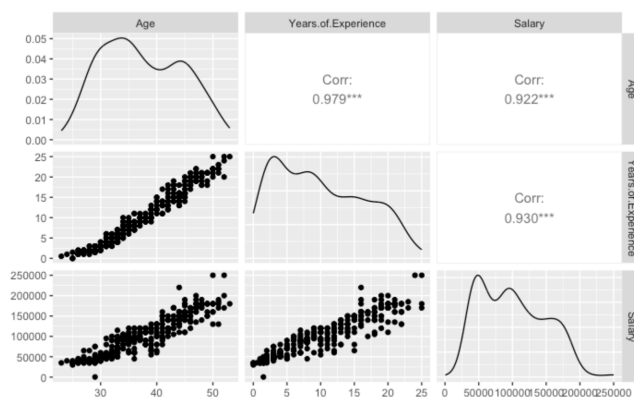 Age Years.of.Experience Salary
0.05
0.04
0.03
0.02
0.01
0.00
Corr:
0.979***
Corr:
0.922***
Age
25
20
15
10
5
0
Corr:
0.930***
Years.of.Experience
250000
200000
150000
100000
50000
0
Salary
30 40 50 0 5 10 15 20 25 0 50000 100000 150000 200000 250000